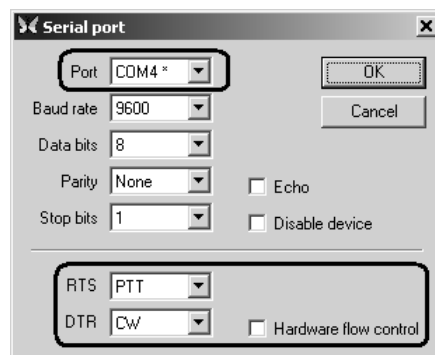 Serial port
Port COM4 * OK
Baud rate 9600 Cancel
Data bits 8
Parity None Echo
Stop bits 1 Disable device
RTS PTT
DTR CW Hardware flow control